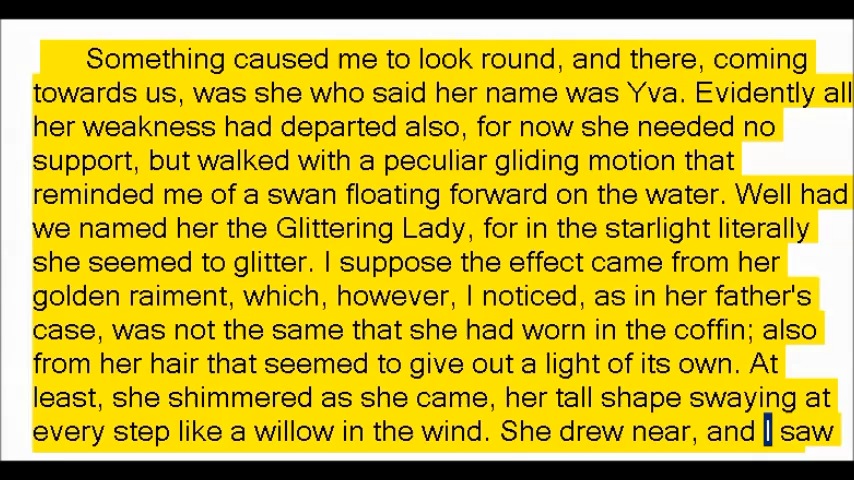 Something caused me to look round, and there, coming
towards us, was she who said her name was Yva. Evidently all
her weakness had departed also, for now she needed no
support, but walked with a peculiar gliding motion that
reminded me of a swan floating forward on the water. Well had
we named her the Glittering Lady, for in the starlight literally
she seemed to glitter. I suppose the effect came from her
golden raiment, which, however, I noticed, as in her father's
case, was not the same that she had worn in the coffin; also
from her hair that seemed to give out a light of its own. At
least, she shimmered as she came, her tall shape swaying at
every step like a willow in the wind. She drew near, and I saw